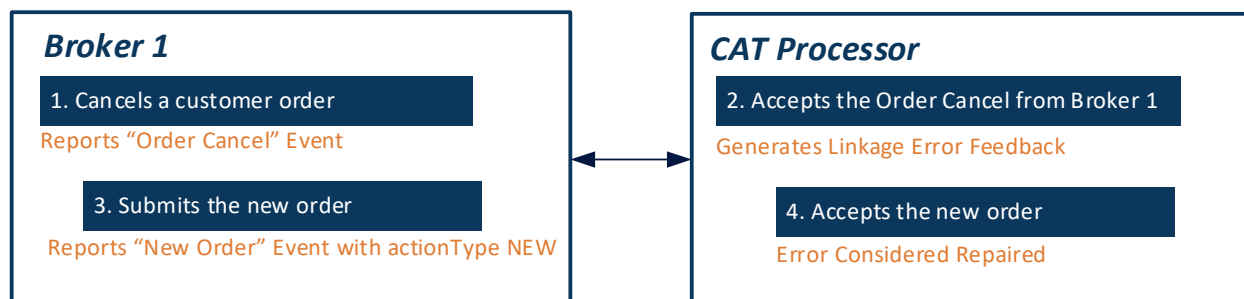 Broker 1
1. Cancels a customer order
Reports “Order Cancel” Event
3. Submits the new order
Reports “New Order” Event with actionType NEW
CAT Processor
2. Accepts the Order Cancel from Broker 1
Generates Linkage Error Feedback
4. Accepts the new order
Error Considered Repaired